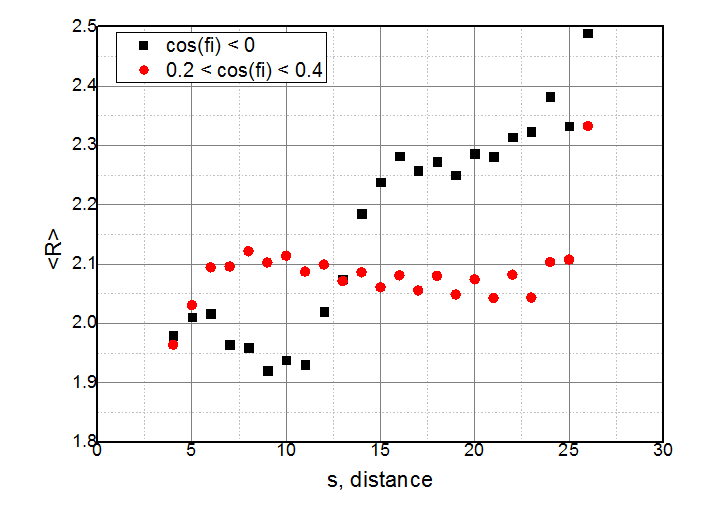 cos(fi) < 0
0.2 < cos(fi) < 0.4
2.5
2.4
2.3
2.2
2.1
2.0
1.9
1.8
<R>
0 5 10 15 20 25 30
s, distance